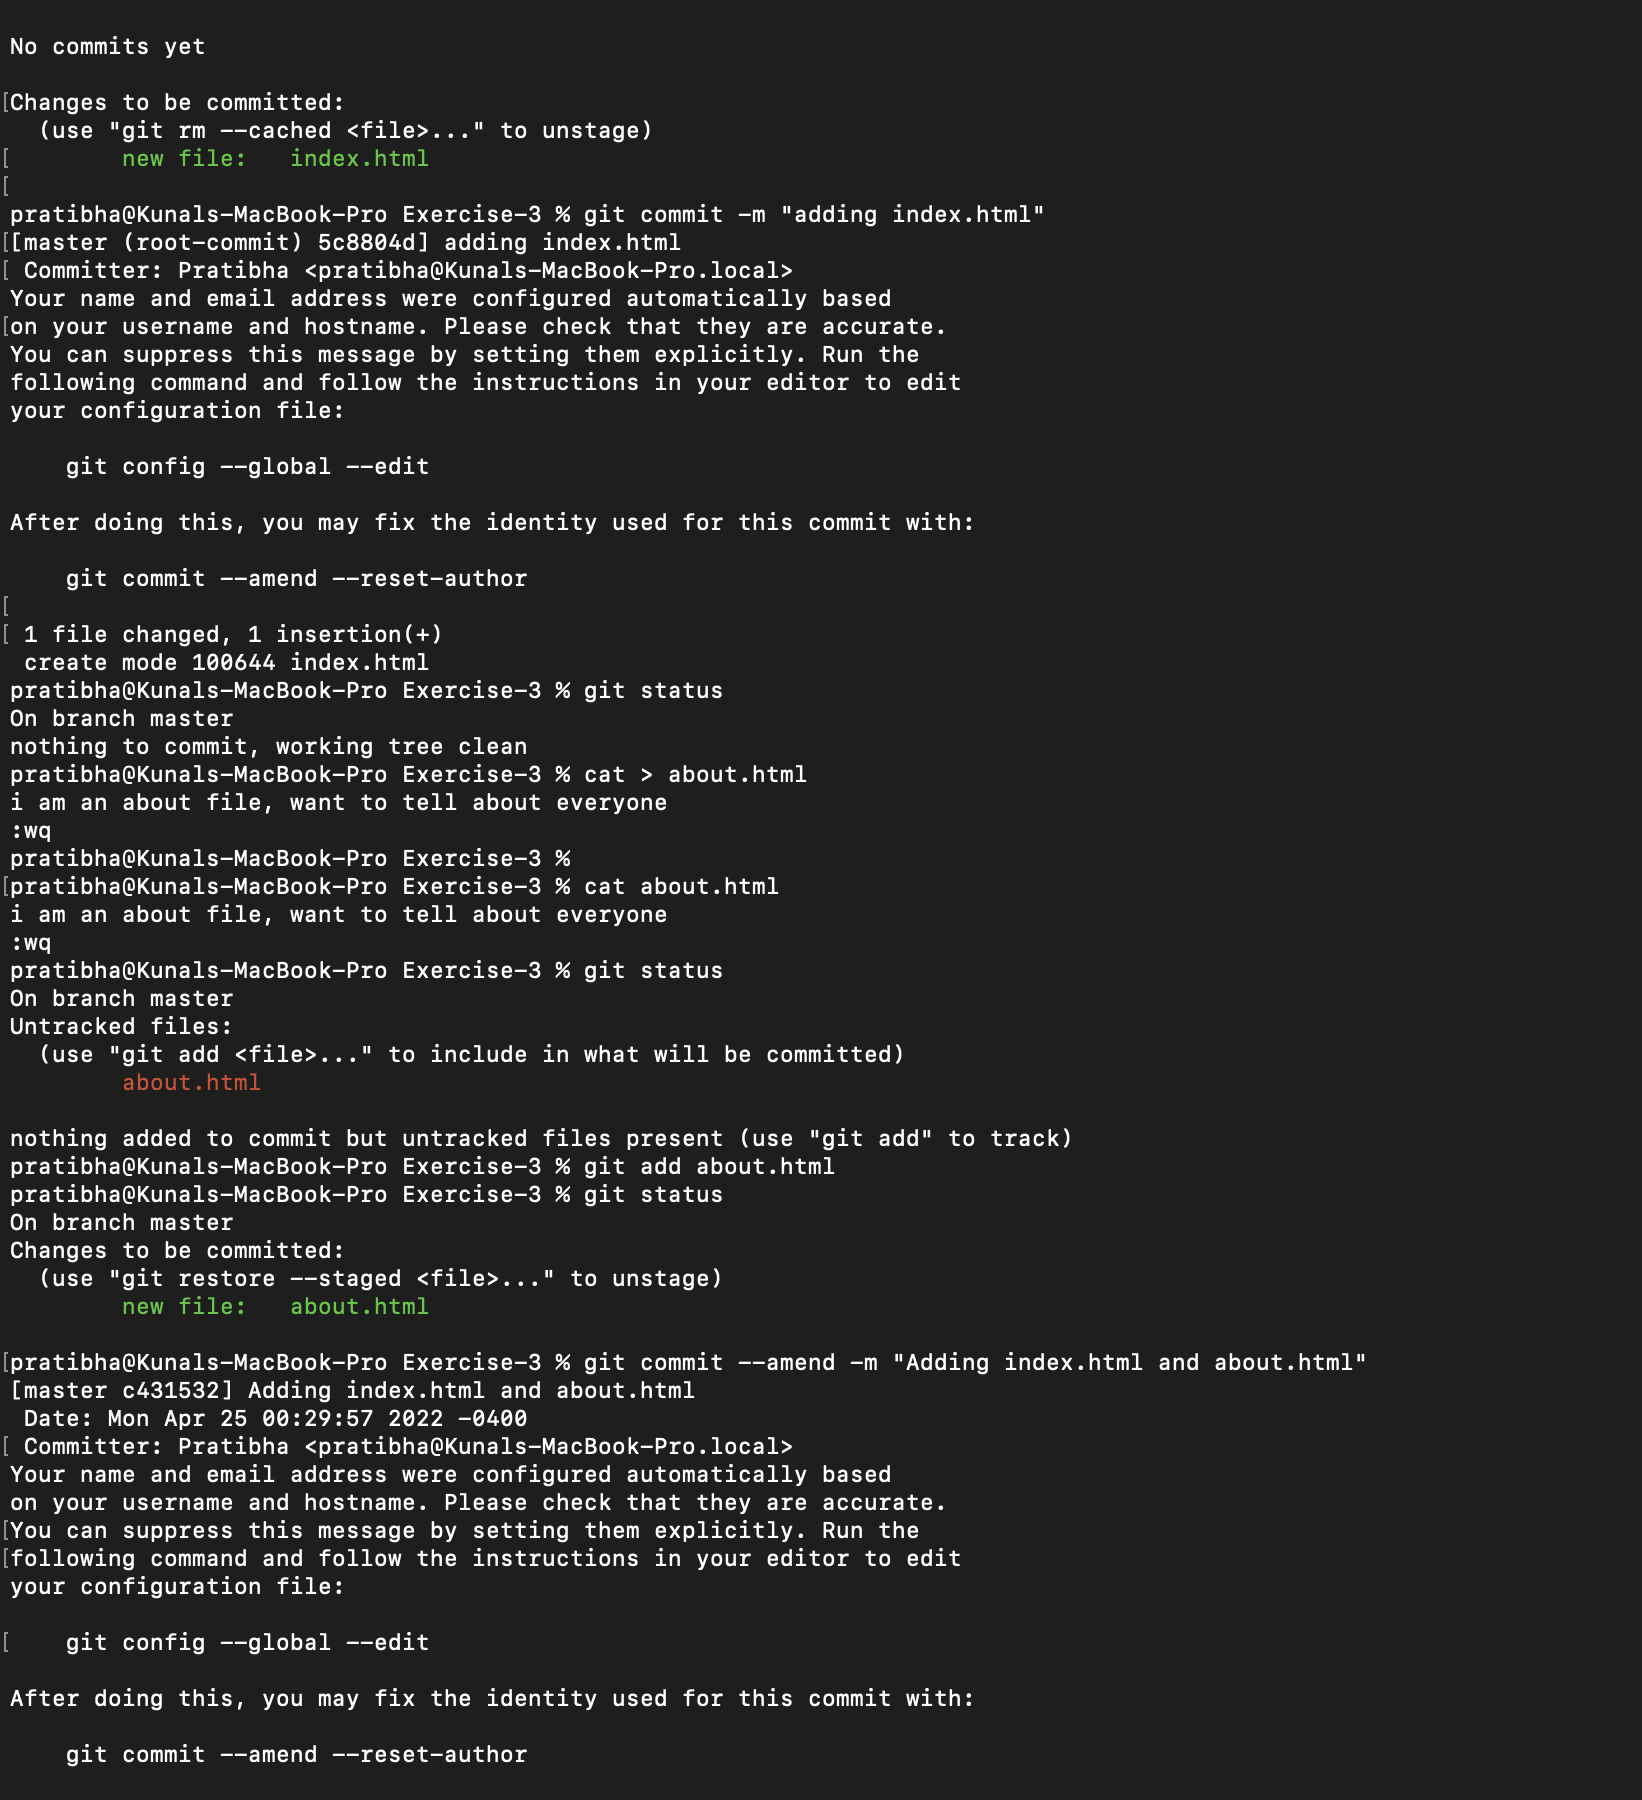 No commits yet

[Changes to be committed:
  (use "git rm --cached <file>..." to unstage)
[        new file:   index.html
[
pratibha@Kunals-MacBook-Pro Exercise-3 % git commit -m "adding index.html"
[[master (root-commit) 5c8804d] adding index.html
[ Committer: Pratibha <pratibha@Kunals-MacBook-Pro.local>
Your name and email address were configured automatically based
[on your username and hostname. Please check that they are accurate.
You can suppress this message by setting them explicitly. Run the
following command and follow the instructions in your editor to edit
your configuration file:

    git config --global --edit

After doing this, you may fix the identity used for this commit with:

    git commit --amend --reset-author
[
[ 1 file changed, 1 insertion(+)
 create mode 100644 index.html
pratibha@Kunals-MacBook-Pro Exercise-3 % git status
On branch master
nothing to commit, working tree clean
pratibha@Kunals-MacBook-Pro Exercise-3 % cat > about.html
i am an about file, want to tell about everyone
:wq
pratibha@Kunals-MacBook-Pro Exercise-3 %
[pratibha@Kunals-MacBook-Pro Exercise-3 % cat about.html
i am an about file, want to tell about everyone
:wq
pratibha@Kunals-MacBook-Pro Exercise-3 % git status
On branch master
Untracked files:
  (use "git add <file>..." to include in what will be committed)
        about.html

nothing added to commit but untracked files present (use "git add" to track)
pratibha@Kunals-MacBook-Pro Exercise-3 % git add about.html
pratibha@Kunals-MacBook-Pro Exercise-3 % git status
On branch master
Changes to be committed:
  (use "git restore --staged <file>..." to unstage)
        new file:   about.html

[pratibha@Kunals-MacBook-Pro Exercise-3 % git commit --amend -m "Adding index.html and about.html"
[master c431532] Adding index.html and about.html
 Date: Mon Apr 25 00:29:57 2022 -0400
[ Committer: Pratibha <pratibha@Kunals-MacBook-Pro.local>
Your name and email address were configured automatically based
on your username and hostname. Please check that they are accurate.
[You can suppress this message by setting them explicitly. Run the
[following command and follow the instructions in your editor to edit
your configuration file:

[    git config --global --edit

After doing this, you may fix the identity used for this commit with:

    git commit --amend --reset-author